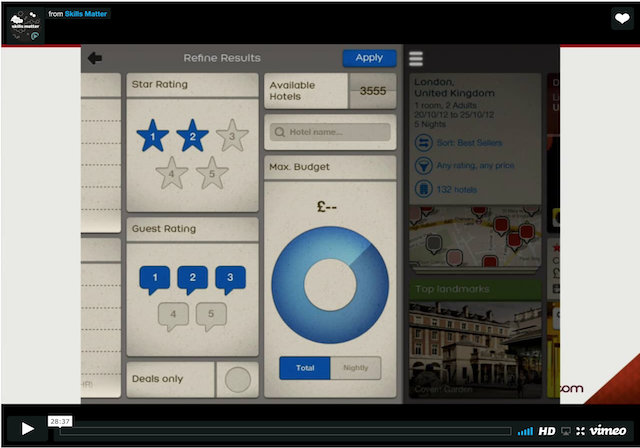 skills matter
from Skills Matter
Refine Results
Apply
Star Rating
1
2
3
4
5
Guest Rating
1
2
3
4
5
Deals only
Available
Hotels
3555
Hotel name...
Max. Budget
£--
Total
Nightly
London,
United Kingdom
1 room, 2 Adults
20/10/12 to 25/10/12
5 Nights
Sort: Best Sellers
Any rating, any price
132 hotels
Top landmarks
Covent Garden
HR)
com
28:37
HD
vimeo